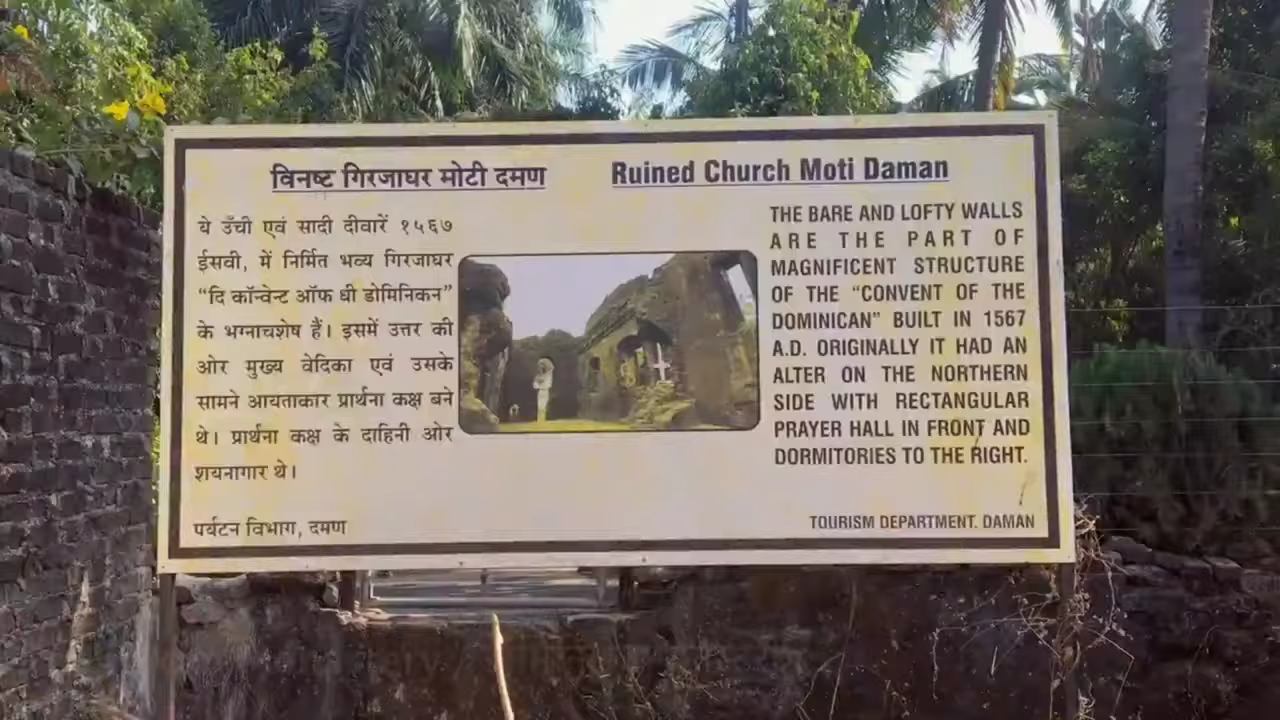 विनष्ट गिरजाघर मोटी दमण
ये उँची एवं सादी दीवारें १५६७
ईसवी, में निर्मित भव्य गिरजाघर
“दि कॉन्वेन्ट ऑफ धी डोमिनिकन”
के भग्नाचशेष हैं। इसमें उत्तर की
ओर मुख्य वेदिका एवं उसके
सामने आयताकार प्रार्थना कक्ष बने
थे। प्रार्थना कक्ष के दाहिनी ओर
शयनागार थे।
पर्यटन विभाग, दमण
Ruined Church Moti Daman
THE BARE AND LOFTY WALLS
ARE THE PART OF
MAGNIFICENT STRUCTURE
OF THE “CONVENT OF THE
DOMINICAN” BUILT IN 1567
A.D. ORIGINALLY IT HAD AN
ALTER ON THE NORTHERN
SIDE WITH RECTANGULAR
PRAYER HALL IN FRONT AND
DORMITORIES TO THE RIGHT.
TOURISM DEPARTMENT. DAMAN